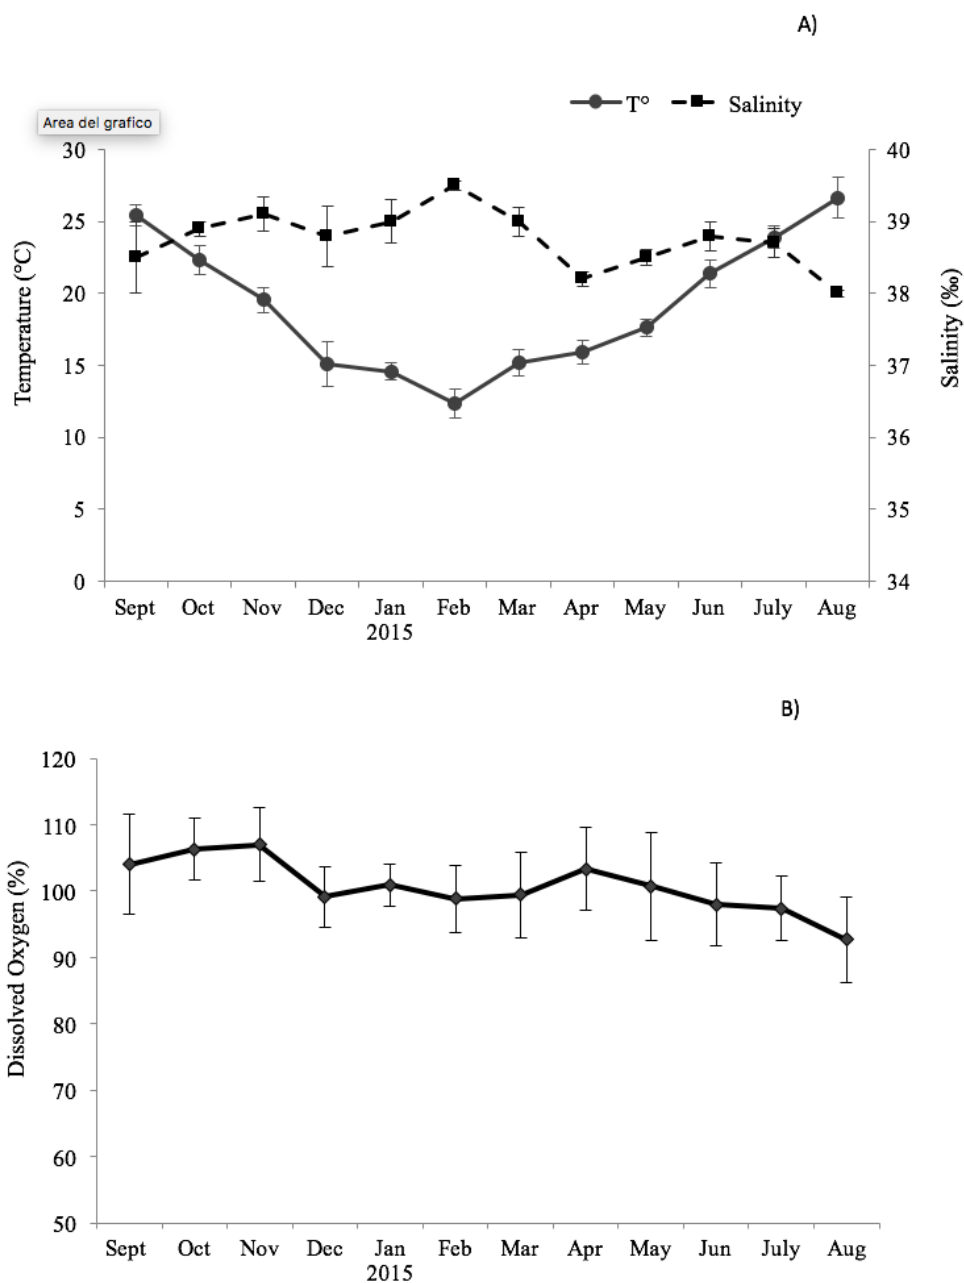 A)
T° Salinity
Area del grafico
30 40
25 39
20 38
15 37
10 36
5 35
0 34
Temperature (°C)
Salinity (‰)
Sept Oct Nov Dec Jan Feb Mar Apr May Jun July Aug
2015
B)
120
110
100
90
80
70
60
50
Dissolved Oxygen (%)
Sept Oct Nov Dec Jan Feb Mar Apr May Jun July Aug
2015